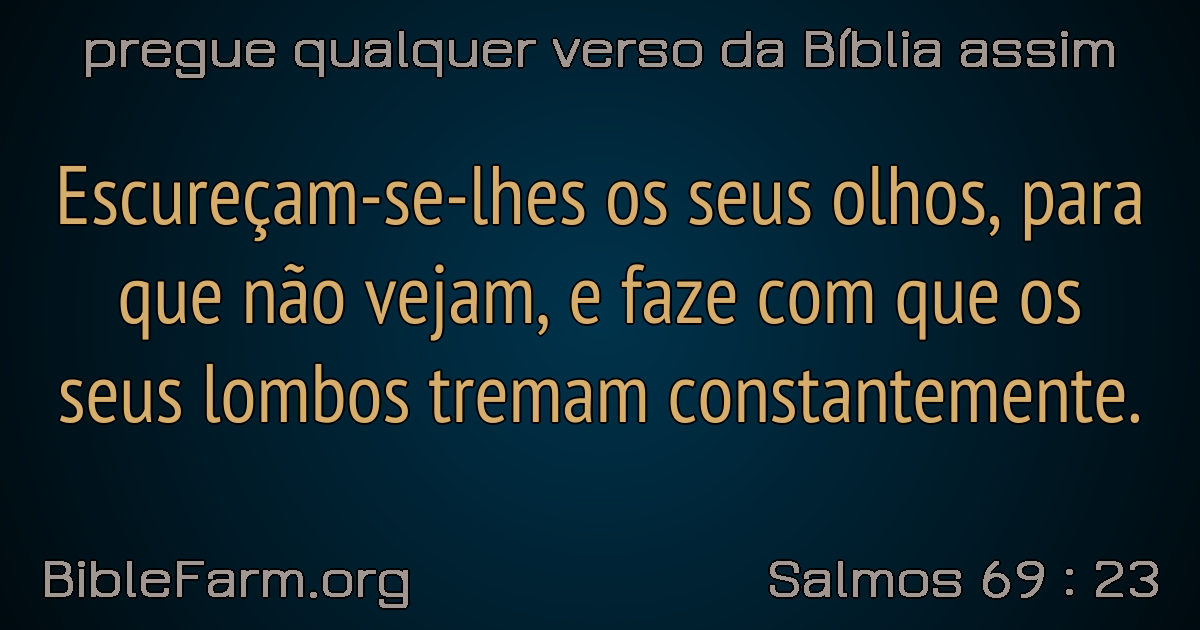 pregue qualquer verso da Bíblia assim
Escureçam-se-lhes os seus olhos, para
que não vejam, e faze com que os
seus lombos tremam constantemente.
BibleFarm.org
Salmos 69 : 23